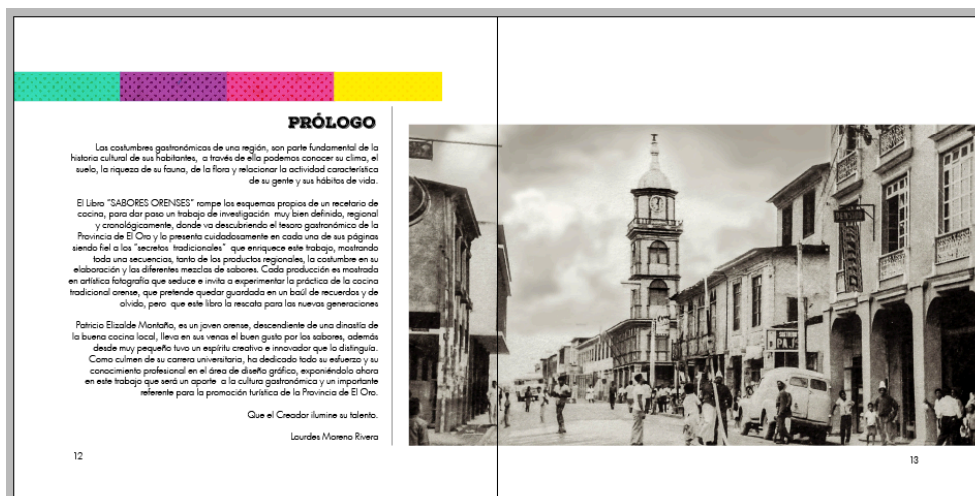 PRÓLOGO
Las costumbres gastronómicas de una región, son parte fundamental de la
historia cultural de sus habitantes,  a través de ella podemos conocer su clima, el
suelo, la riqueza de su fauna, de la flora y relacionar la actividad característica
de su gente y sus hábitos de vida.
El Libro “SABORES ORENSES” rompe los esquemas propios de un recetario de
cocina, para dar paso un trabajo de investigación  muy bien definido, regional
y cronológicamente, donde va descubriendo el tesoro gastronómico de la
Provincia de El Oro y lo presenta cuidadosamente en cada una de sus páginas
siendo fiel a los “secretos  tradicionales”  que enriquece este trabajo, mostrando
toda una secuencias, tanto de los productos regionales, la costumbre en su
elaboración y las diferentes mezclas de sabores. Cada producción es mostrada
en artística fotografía que seduce e invita a experimentar la práctica de la cocina
tradicional orense, que pretende quedar guardada en un baúl de recuerdos y de
olvido, pero  que este libro la rescata para las nuevas generaciones
Patricio Elizalde Montaño, es un joven orense, descendiente de una dinastía de
la buena cocina local, lleva en sus venas el buen gusto por los sabores, además
desde muy pequeño tuvo un espíritu creativo e innovador que lo distinguía.
Como culmen de su carrera universitaria, ha dedicado todo su esfuerzo y su
conocimiento profesional en el área de diseño gráfico, exponiéndolo ahora
en este trabajo que será un aporte  a la cultura gastronómica y un importante
referente para la promoción turística de la Provincia de El Oro.
Que el Creador ilumine su talento.
Lourdes Moreno Rivera
12
PENSION
13